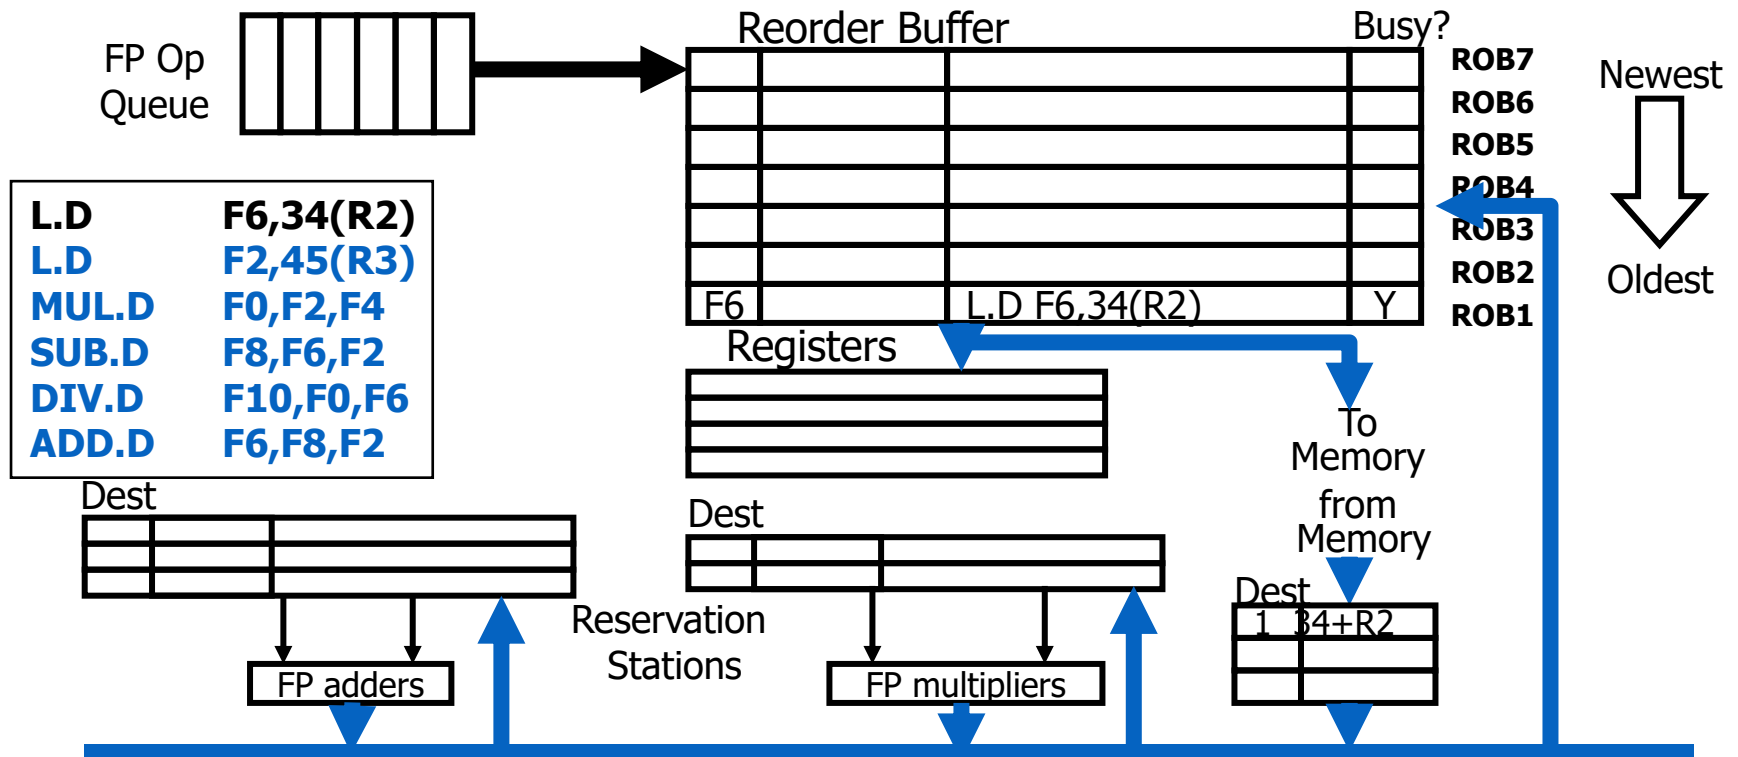 Reorder Buffer
Busy?
FP Op
Queue
ROB7
ROB6
ROB5
ROB4
ROB3
ROB2
ROB1
Newest
Oldest
L.D F6,34(R2)
L.D F2,45(R3)
MUL.D F0,F2,F4
SUB.D F8,F6,F2
DIV.D F10,F0,F6
ADD.D F6,F8,F2
F6 L.D F6,34(R2) Y
Registers
To
Memory
from
Memory
Dest
Dest
Dest
1 34+R2
Reservation
Stations
FP adders
FP multipliers